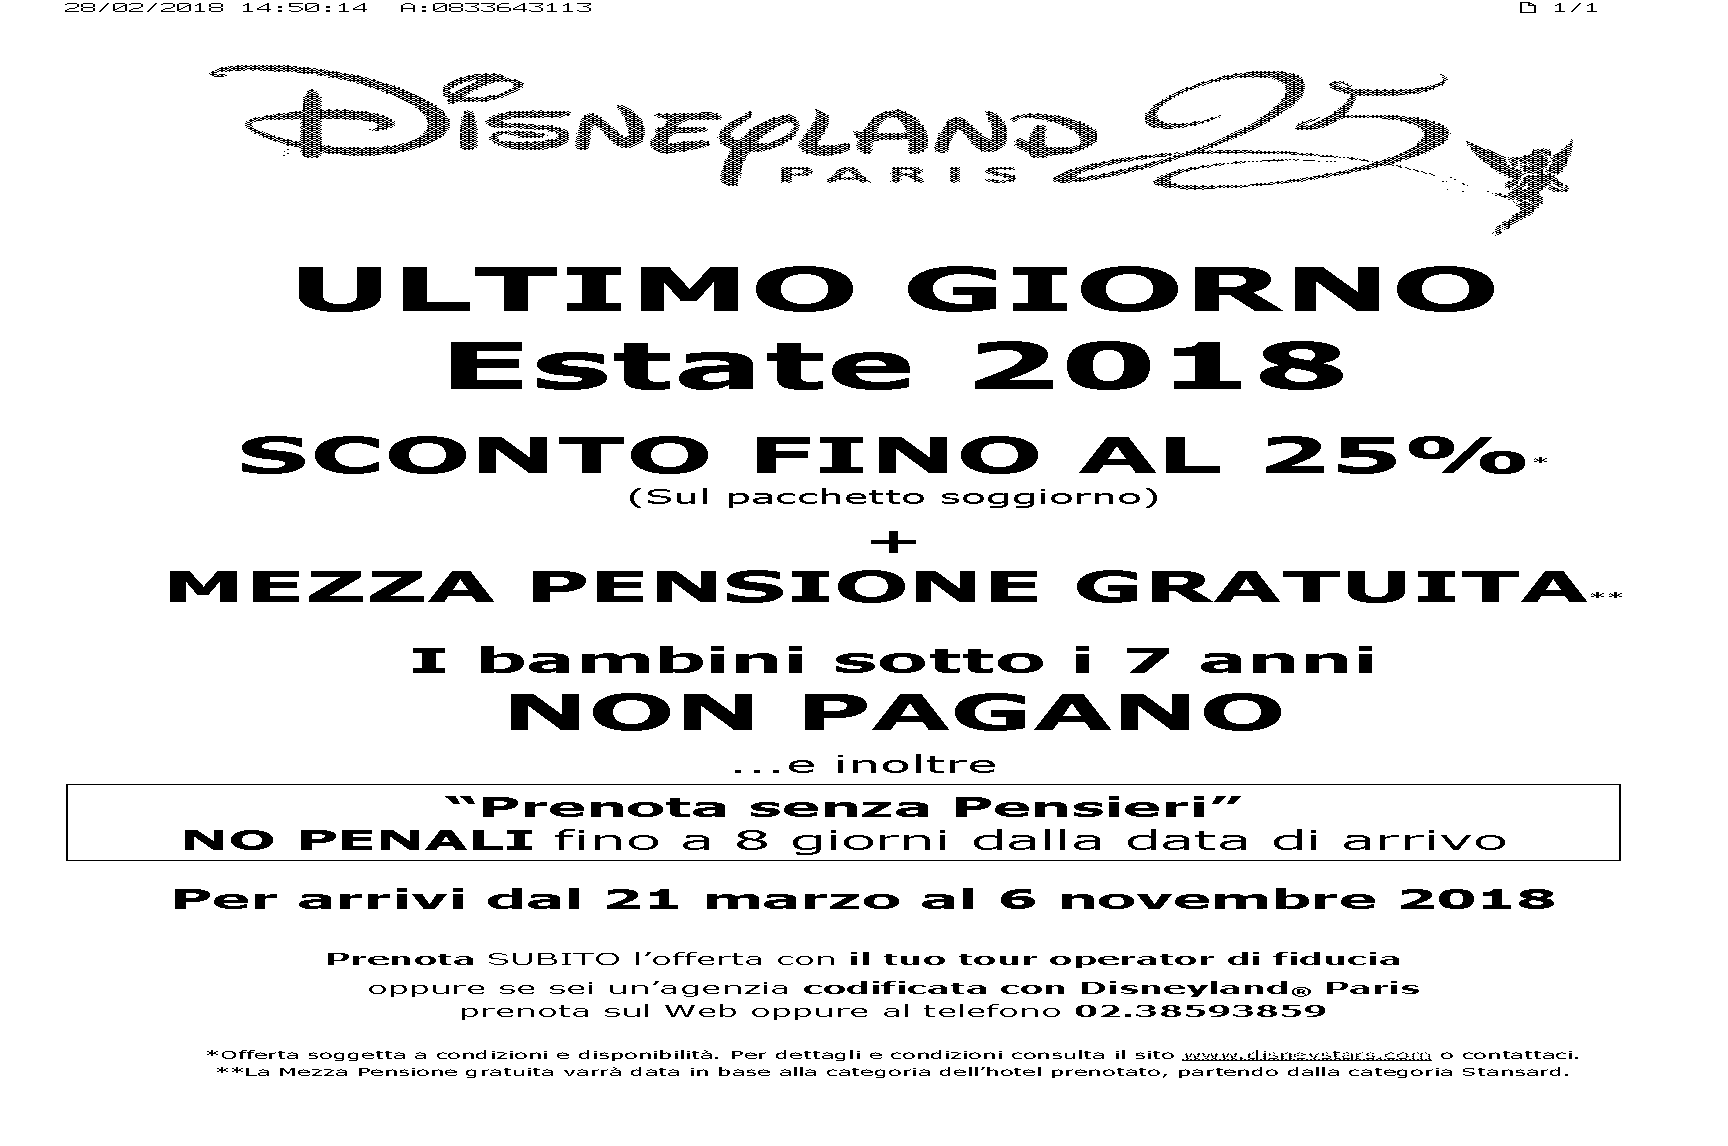 28/02/2018 14:50:14 A:0833643113 1/1
Disneyland 25
PARIS
ULTIMO GIORNO
Estate 2018
SCONTO FINO AL 25%*
(Sul pacchetto soggiorno)
+
MEZZA PENSIONE GRATUITA**
I bambini sotto i 7 anni
NON PAGANO
...e inoltre
“Prenota senza Pensieri”
NO PENALI fino a 8 giorni dalla data di arrivo
Per arrivi dal 21 marzo al 6 novembre 2018
Prenota SUBITO l’offerta con il tuo tour operator di fiducia
oppure se sei un’agenzia codificata con Disneyland® Paris
prenota sul Web oppure al telefono 02.38593859
*Offerta soggetta a condizioni e disponibilità. Per dettagli e condizioni consulta il sito www.disneystars.com o contattaci.
**La Mezza Pensione gratuita varrà data in base alla categoria dell’hotel prenotato, partendo dalla categoria Stansard.